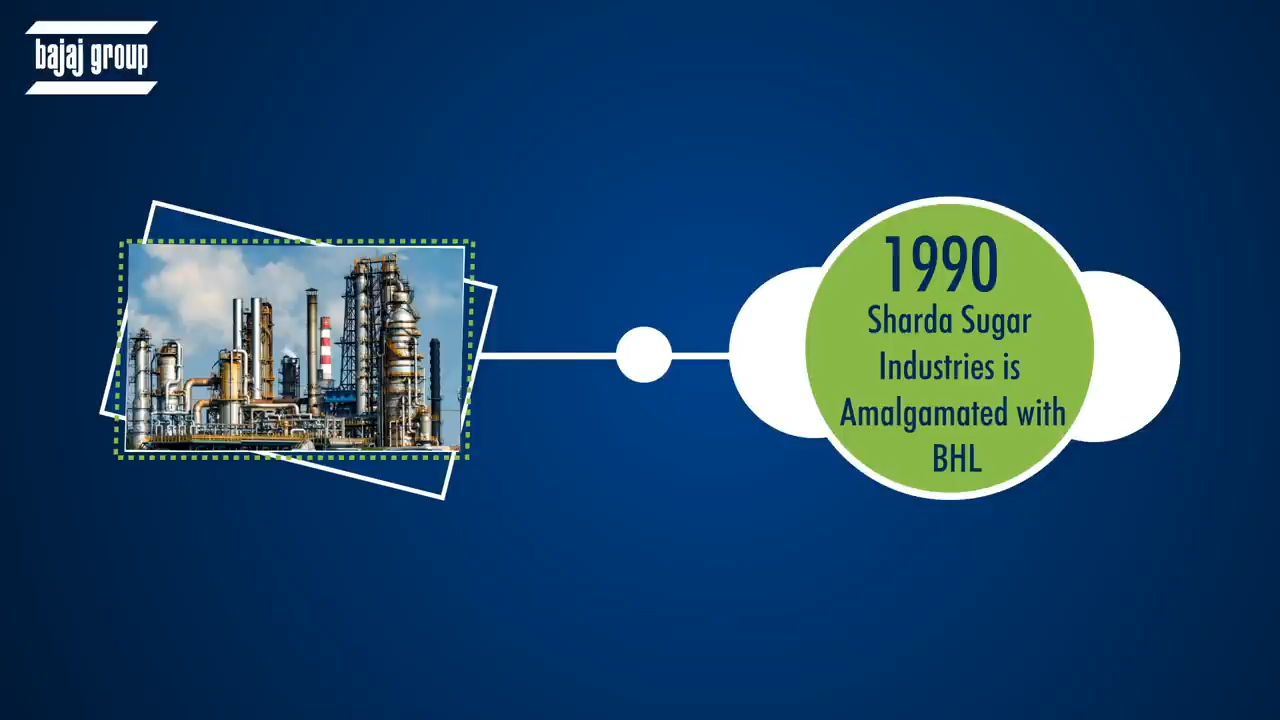 bajaj group
1990
Sharda Sugar
Industries is
Amalgamated with
BHL